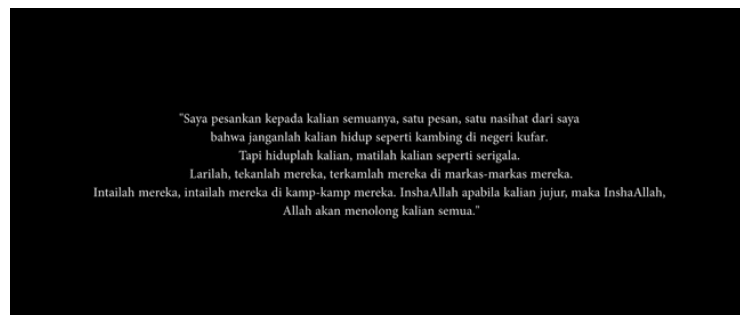 "Saya pesankan kepada kalian semuanya, satu pesan, satu nasihat dari saya
bahwa janganlah kalian hidup seperti kambing di negeri kufar.
Tapi hiduplah kalian, matilah kalian seperti serigala.
Larilah, tekanlah mereka, terkamlah mereka di markas-markas mereka.
Intailah mereka, intailah mereka di kamp-kamp mereka. InshaAllah apabila kalian jujur, maka InshaAllah,
Allah akan menolong kalian semua."